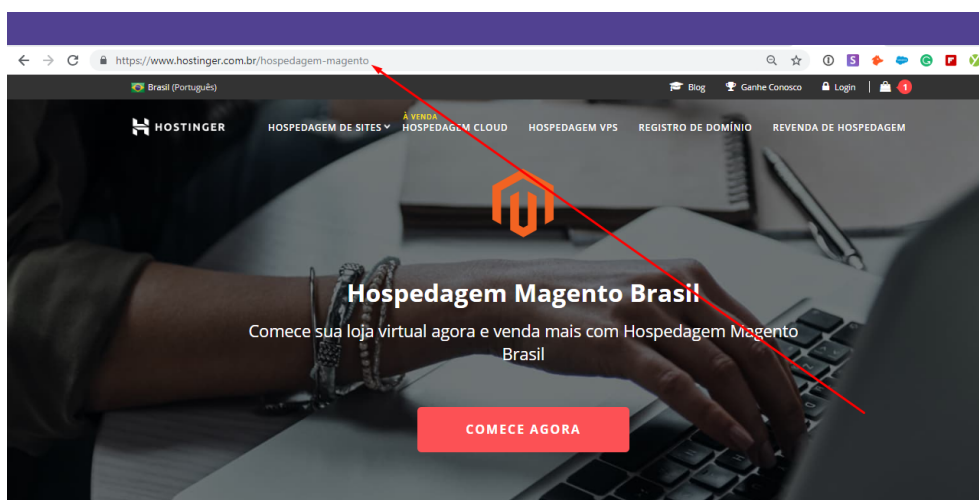 https://www.hostinger.com.br/hospedagem-magento
Brasil (Português)
Blog
Ganhe Conosco
Login
1
HOSTINGER
HOSPEDAGEM DE SITES
À VENDA
HOSPEDAGEM CLOUD
HOSPEDAGEM VPS
REGISTRO DE DOMÍNIO
REVENDA DE HOSPEDAGEM
Hospedagem Magento Brasil
Comece sua loja virtual agora e venda mais com Hospedagem Magento
Brasil
COMECE AGORA